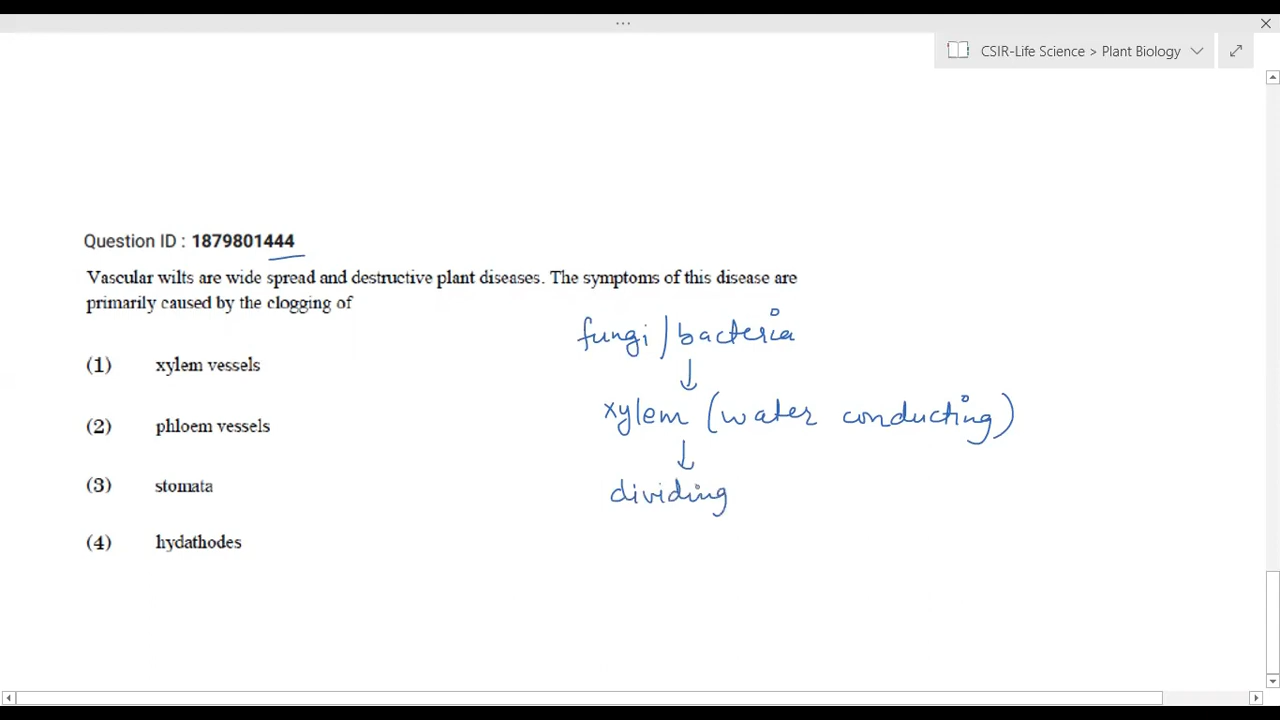 CSIR-Life Science > Plant Biology
Question ID : 1879801444
Vascular wilts are wide spread and destructive plant diseases. The symptoms of this disease are
primarily caused by the clogging of
fungi / bacteria
(1) xylem vessels
xylem (water conducting)
(2) phloem vessels
(3) stomata
dividing
(4) hydathodes